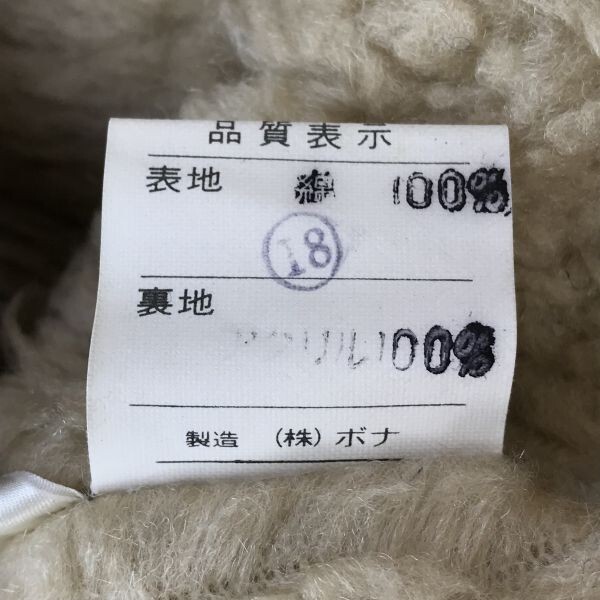 品質表示
表地 綿 100%
18
裏地
100%
製造 (株)ボナ